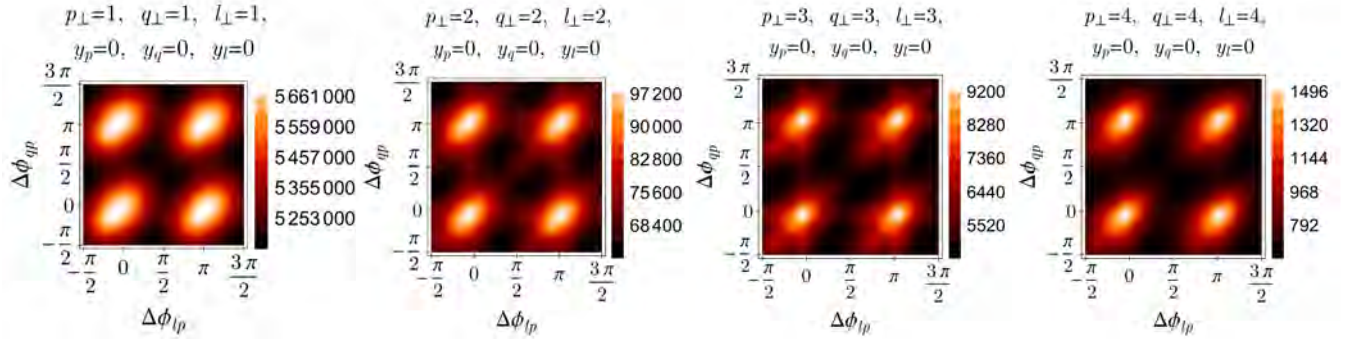 p⊥=1, q⊥=1, l⊥=1,
y_p=0, y_q=0, y_l=0
3π/2
π
π/2
0
−π/2
Δϕ_qp
−π/2 0 π/2 π 3π/2
Δϕ_lp
5 661 000
5 559 000
5 457 000
5 355 000
5 253 000
p⊥=2, q⊥=2, l⊥=2,
y_p=0, y_q=0, y_l=0
3π/2
π
π/2
0
−π/2
Δϕ_qp
−π/2 0 π/2 π 3π/2
Δϕ_lp
97 200
90 000
82 800
75 600
68 400
p⊥=3, q⊥=3, l⊥=3,
y_p=0, y_q=0, y_l=0
3π/2
π
π/2
0
−π/2
Δϕ_qp
−π/2 0 π/2 π 3π/2
Δϕ_lp
9200
8280
7360
6440
5520
p⊥=4, q⊥=4, l⊥=4,
y_p=0, y_q=0, y_l=0
3π/2
π
π/2
0
−π/2
Δϕ_qp
−π/2 0 π/2 π 3π/2
Δϕ_lp
1496
1320
1144
968
792